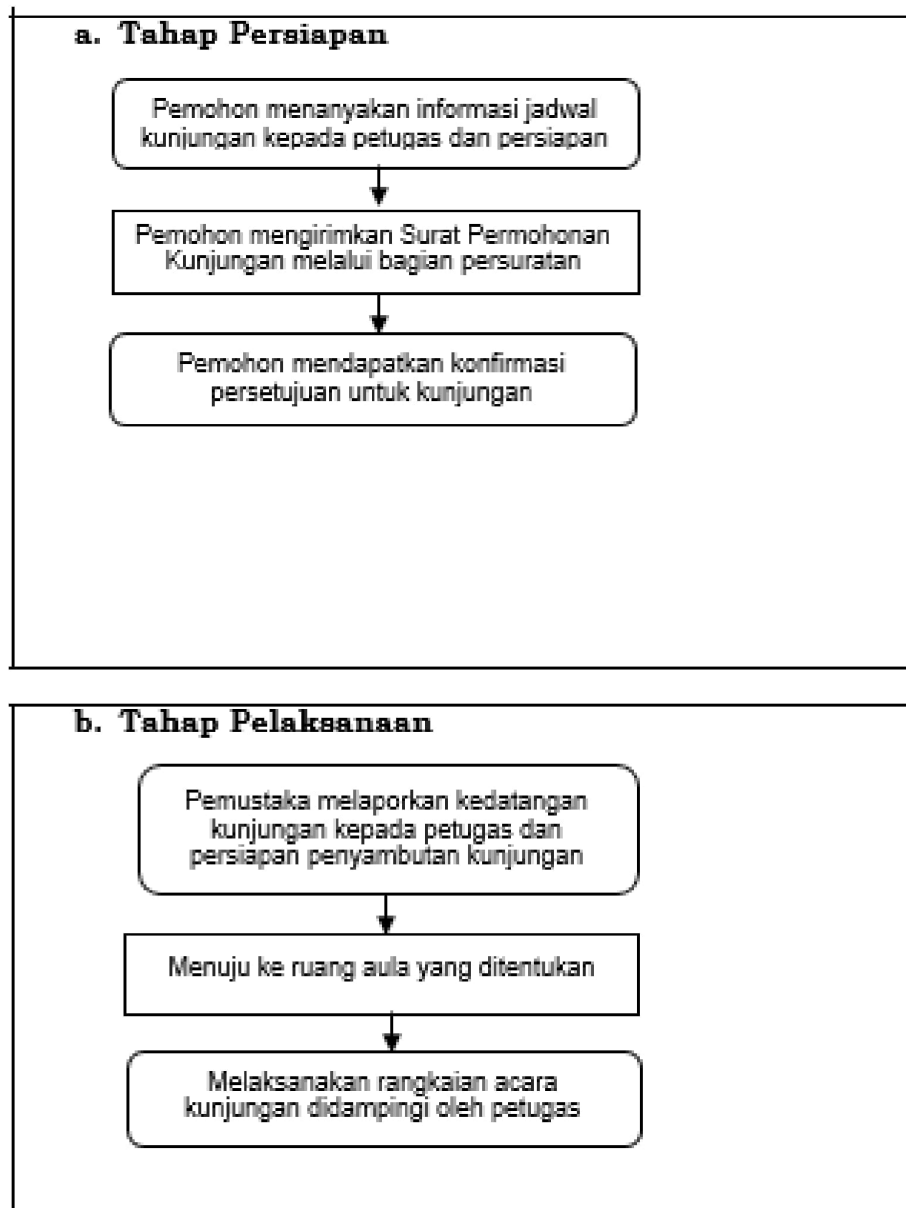 a. Tahap Persiapan
Pemohon menanyakan informasi jadwal
kunjungan kepada petugas dan persiapan
Pemohon mengirimkan Surat Permohonan
Kunjungan melalui bagian persuratan
Pemohon mendapatkan konfirmasi
persetujuan untuk kunjungan
b. Tahap Pelaksanaan
Pemustaka melaporkan kedatangan
kunjungan kepada petugas dan
persiapan penyambutan kunjungan
Menuju ke ruang aula yang ditentukan
Melaksanakan rangkaian acara
kunjungan didampingi oleh petugas